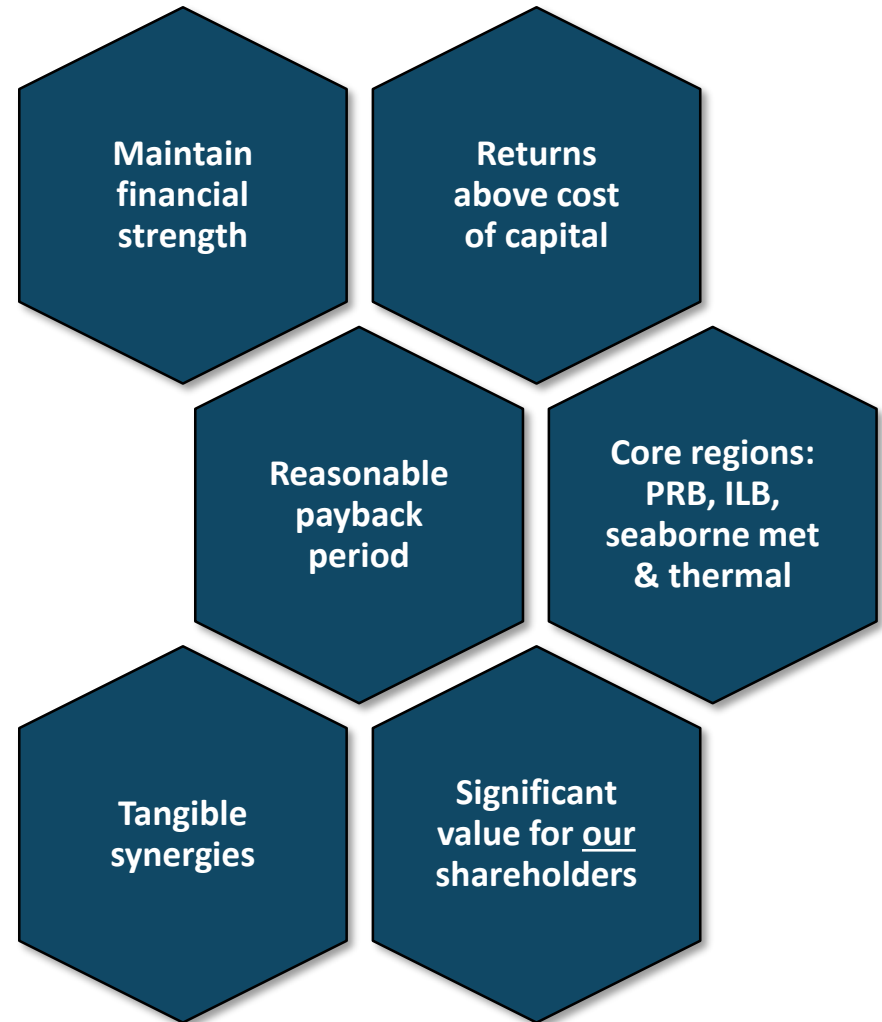 Maintain
financial
strength
Returns
above cost
of capital
Reasonable
payback
period
Core regions:
PRB, ILB,
seaborne met
& thermal
Tangible
synergies
Significant
value for our
shareholders